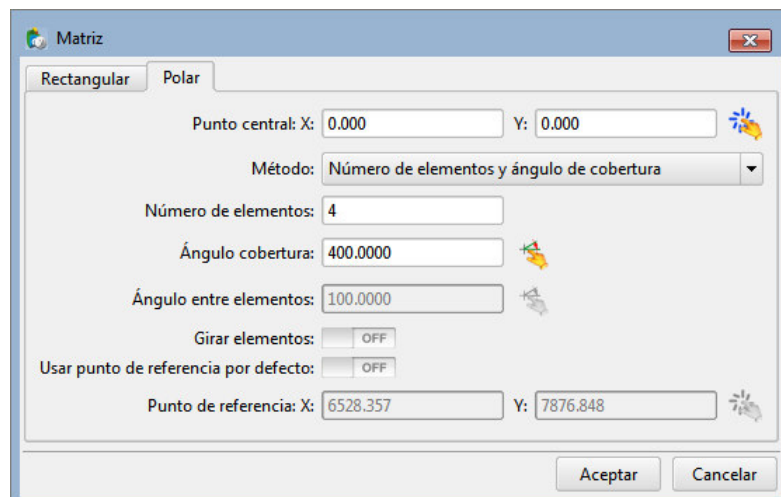 Matriz
Rectangular Polar
Punto central: X: 0.000 Y: 0.000
Método: Número de elementos y ángulo de cobertura
Número de elementos: 4
Ángulo cobertura: 400.0000
Ángulo entre elementos: 100.0000
Girar elementos: OFF
Usar punto de referencia por defecto: OFF
Punto de referencia: X: 6528.357 Y: 7876.848
Aceptar Cancelar